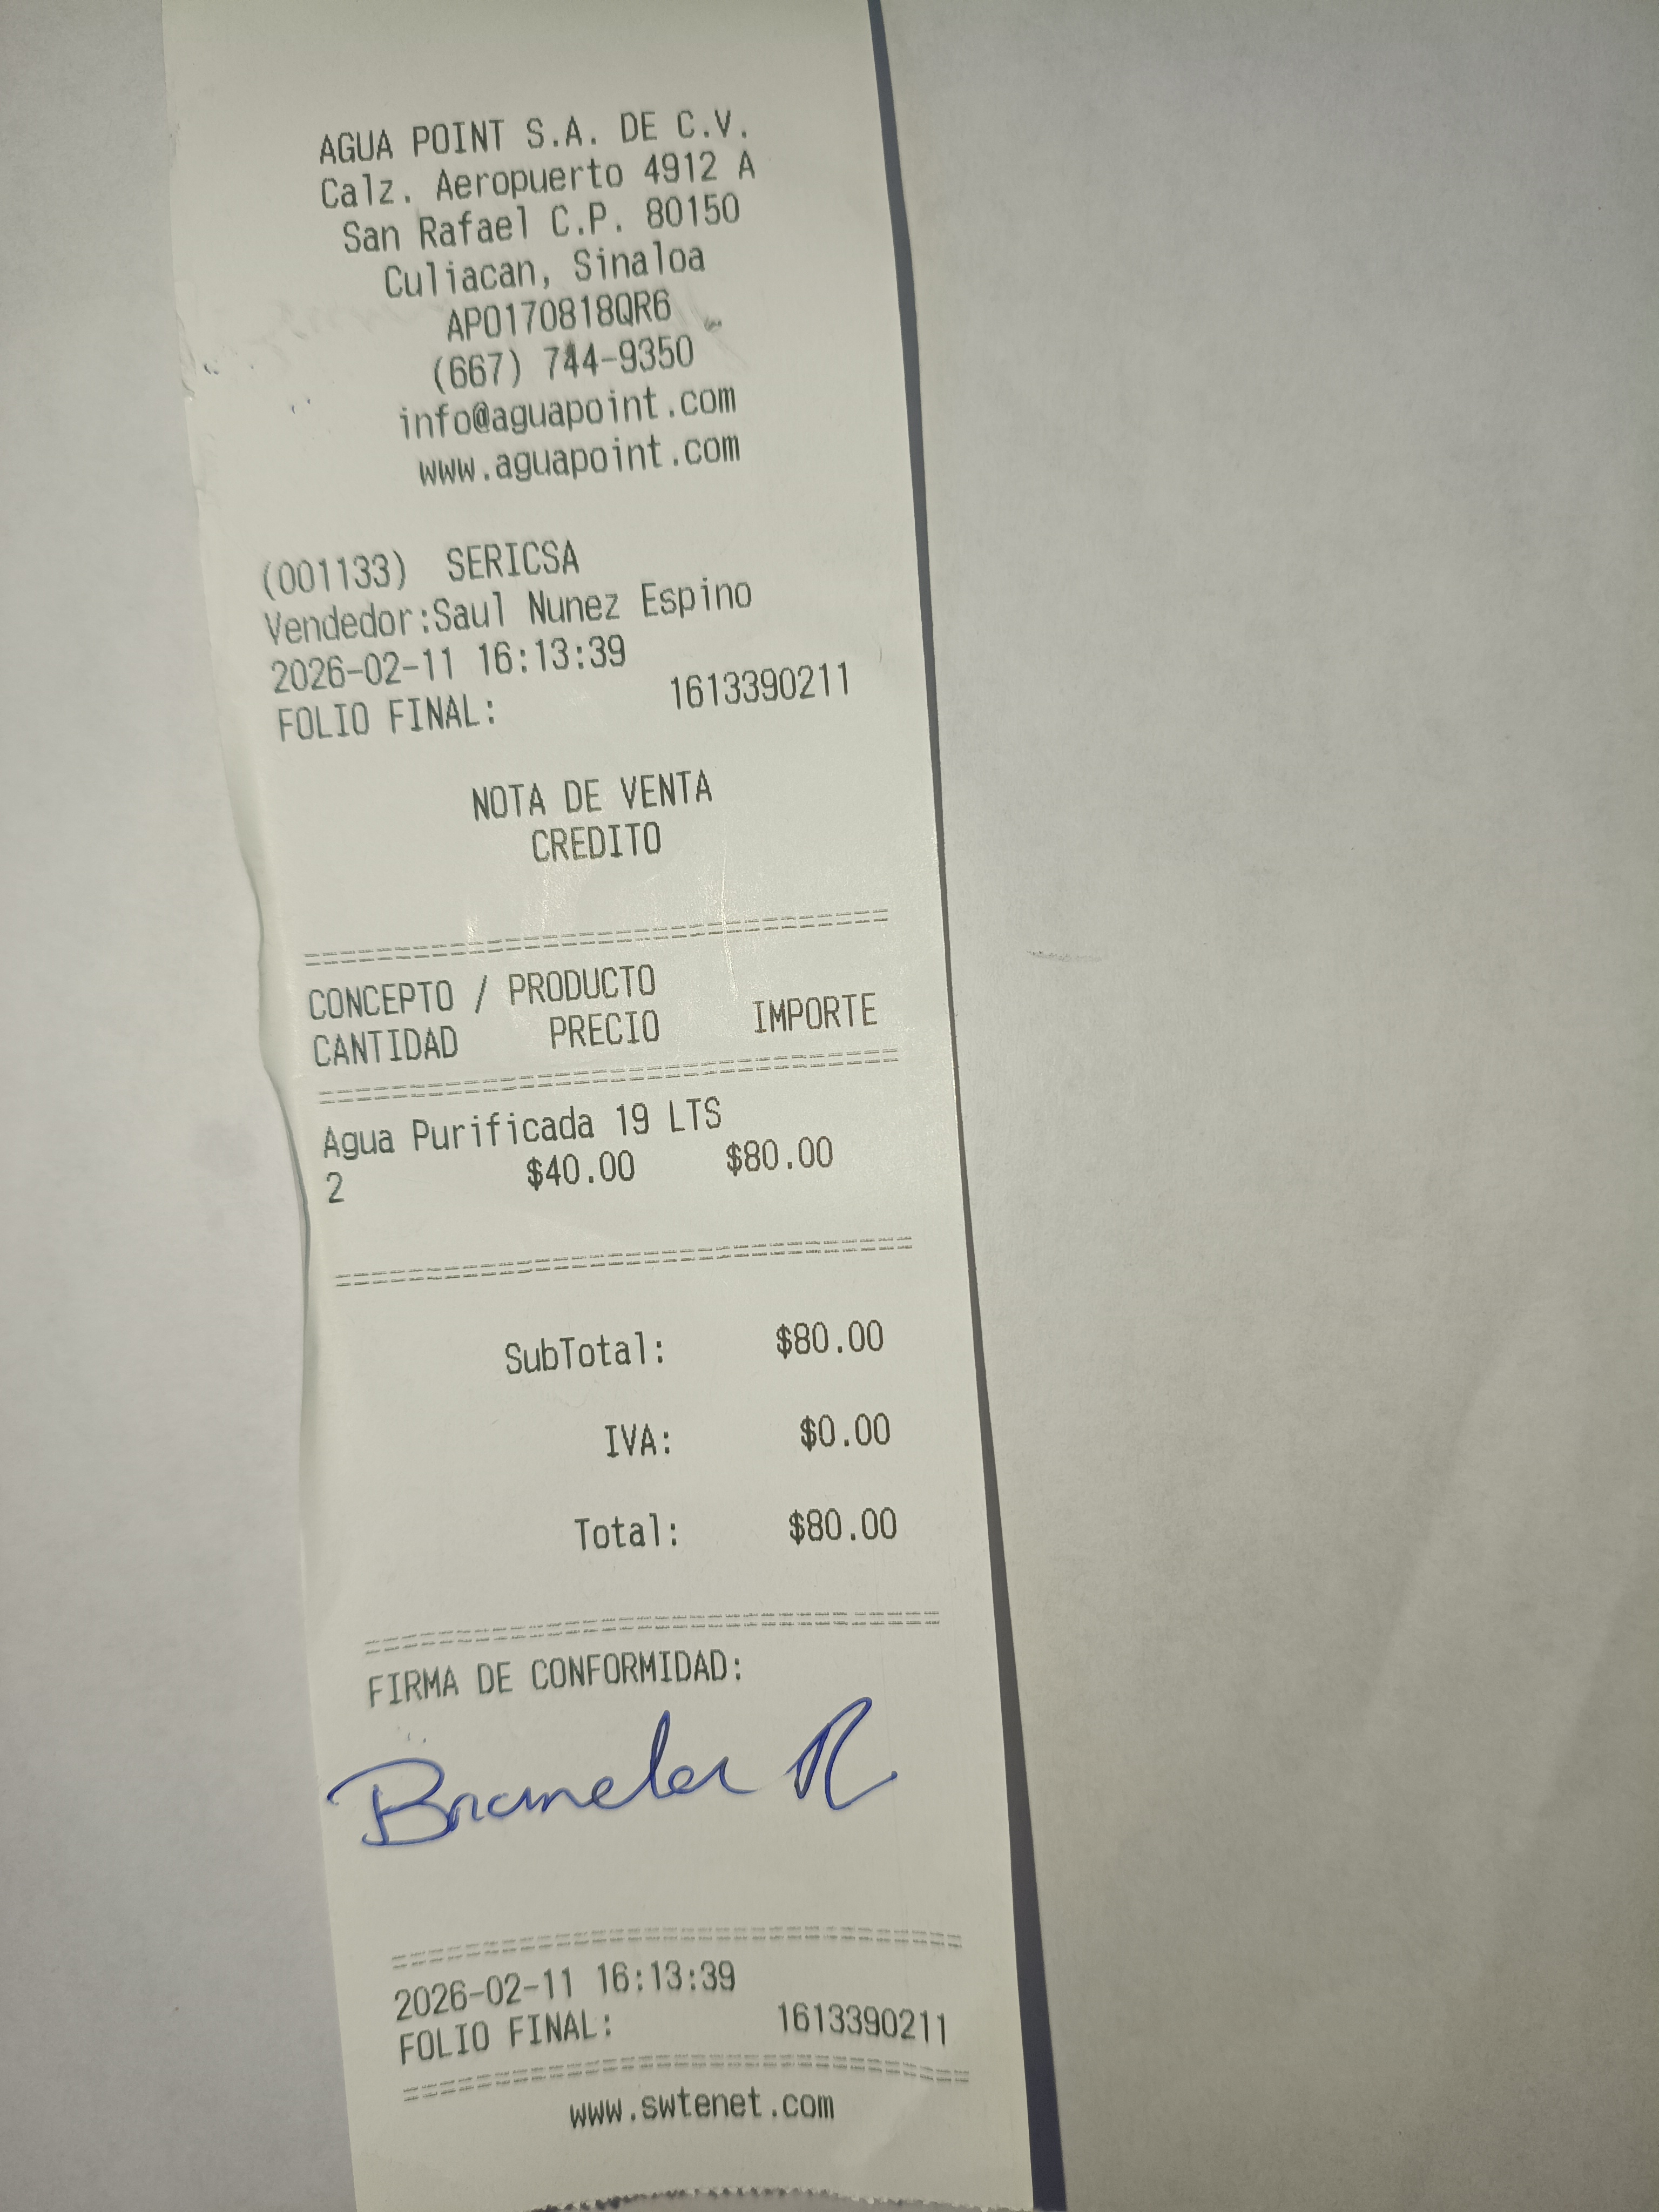 AGUA POINT S.A. DE C.V.
Calz. Aeropuerto 4912 A
San Rafael C.P. 80150
Culiacan, Sinaloa
APO170818QR6
(667) 744-9350
info@aguapoint.com
www.aguapoint.com
(001133) SERICSA
Vendedor:Saul Nunez Espino
2026-02-11 16:13:39
FOLIO FINAL: 1613390211
NOTA DE VENTA
CREDITO
================================
CONCEPTO / PRODUCTO
CANTIDAD PRECIO IMPORTE
================================
Agua Purificada 19 LTS
2 $40.00 $80.00
================================
SubTotal: $80.00
IVA: $0.00
Total: $80.00
================================
FIRMA DE CONFORMIDAD:
R
================================
2026-02-11 16:13:39
FOLIO FINAL: 1613390211
================================
www.swtenet.com